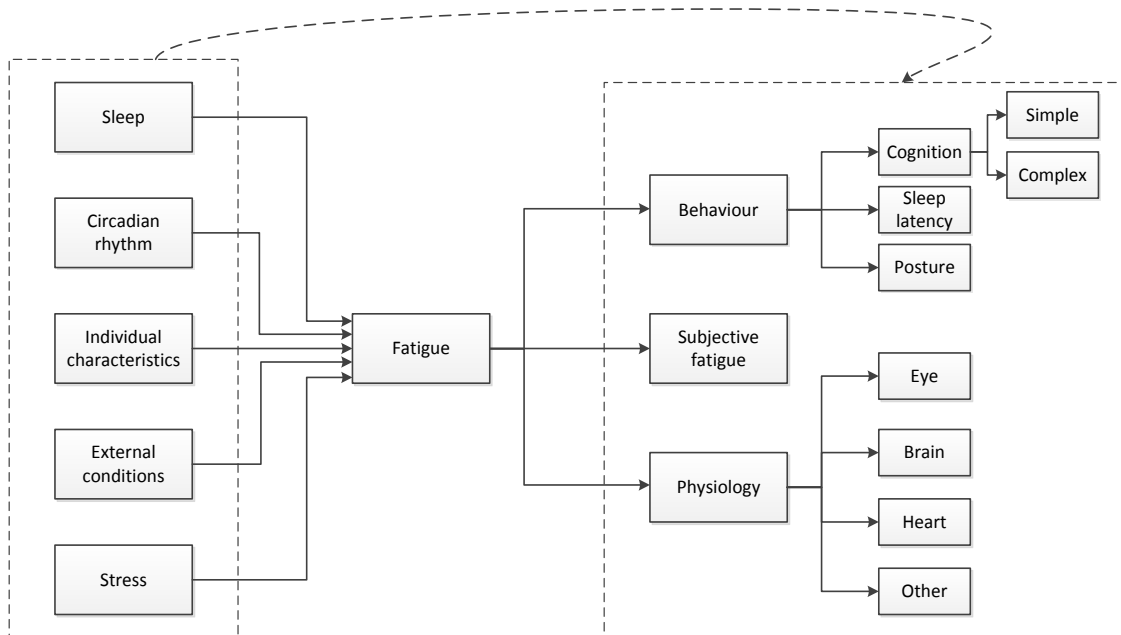 Sleep
Circadian
rhythm
Individual
characteristics
External
conditions
Stress
Fatigue
Behaviour
Subjective
fatigue
Physiology
Cognition
Sleep
latency
Posture
Simple
Complex
Eye
Brain
Heart
Other